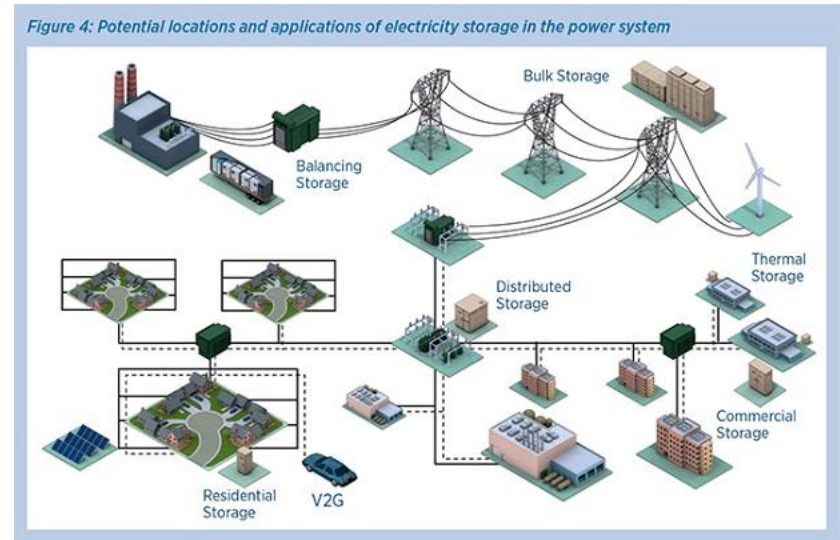 Figure 4: Potential locations and applications of electricity storage in the power system
Bulk Storage
Balancing
Storage
Thermal
Storage
Distributed
Storage
Commercial
Storage
Residential
Storage
V2G